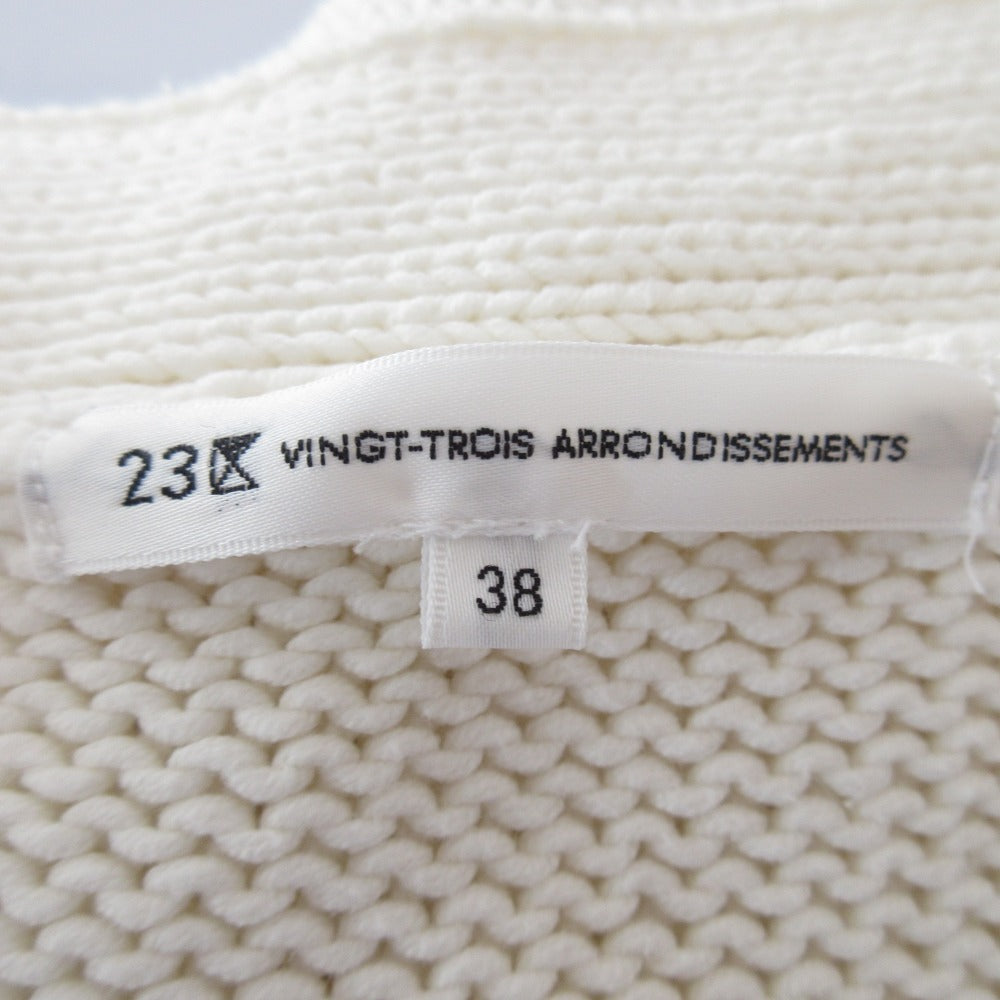 23区 VINGT-TROIS ARRONDISSEMENTS
38